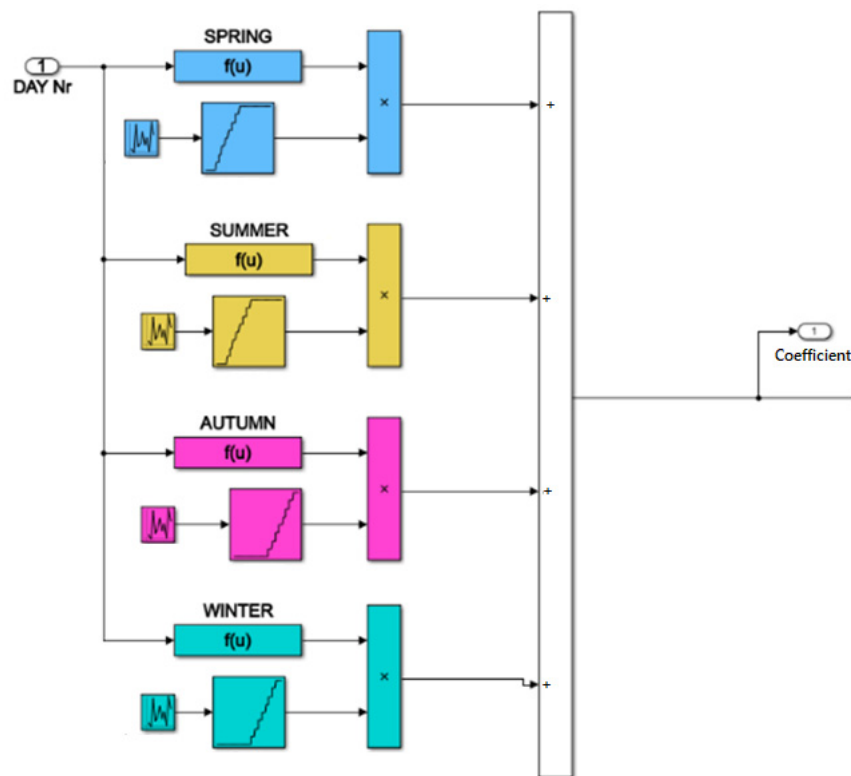 SPRING
1
f(u)
DAY Nr
×
+
SUMMER
f(u)
×
+
1
Coefficient
AUTUMN
f(u)
×
+
WINTER
f(u)
×
+